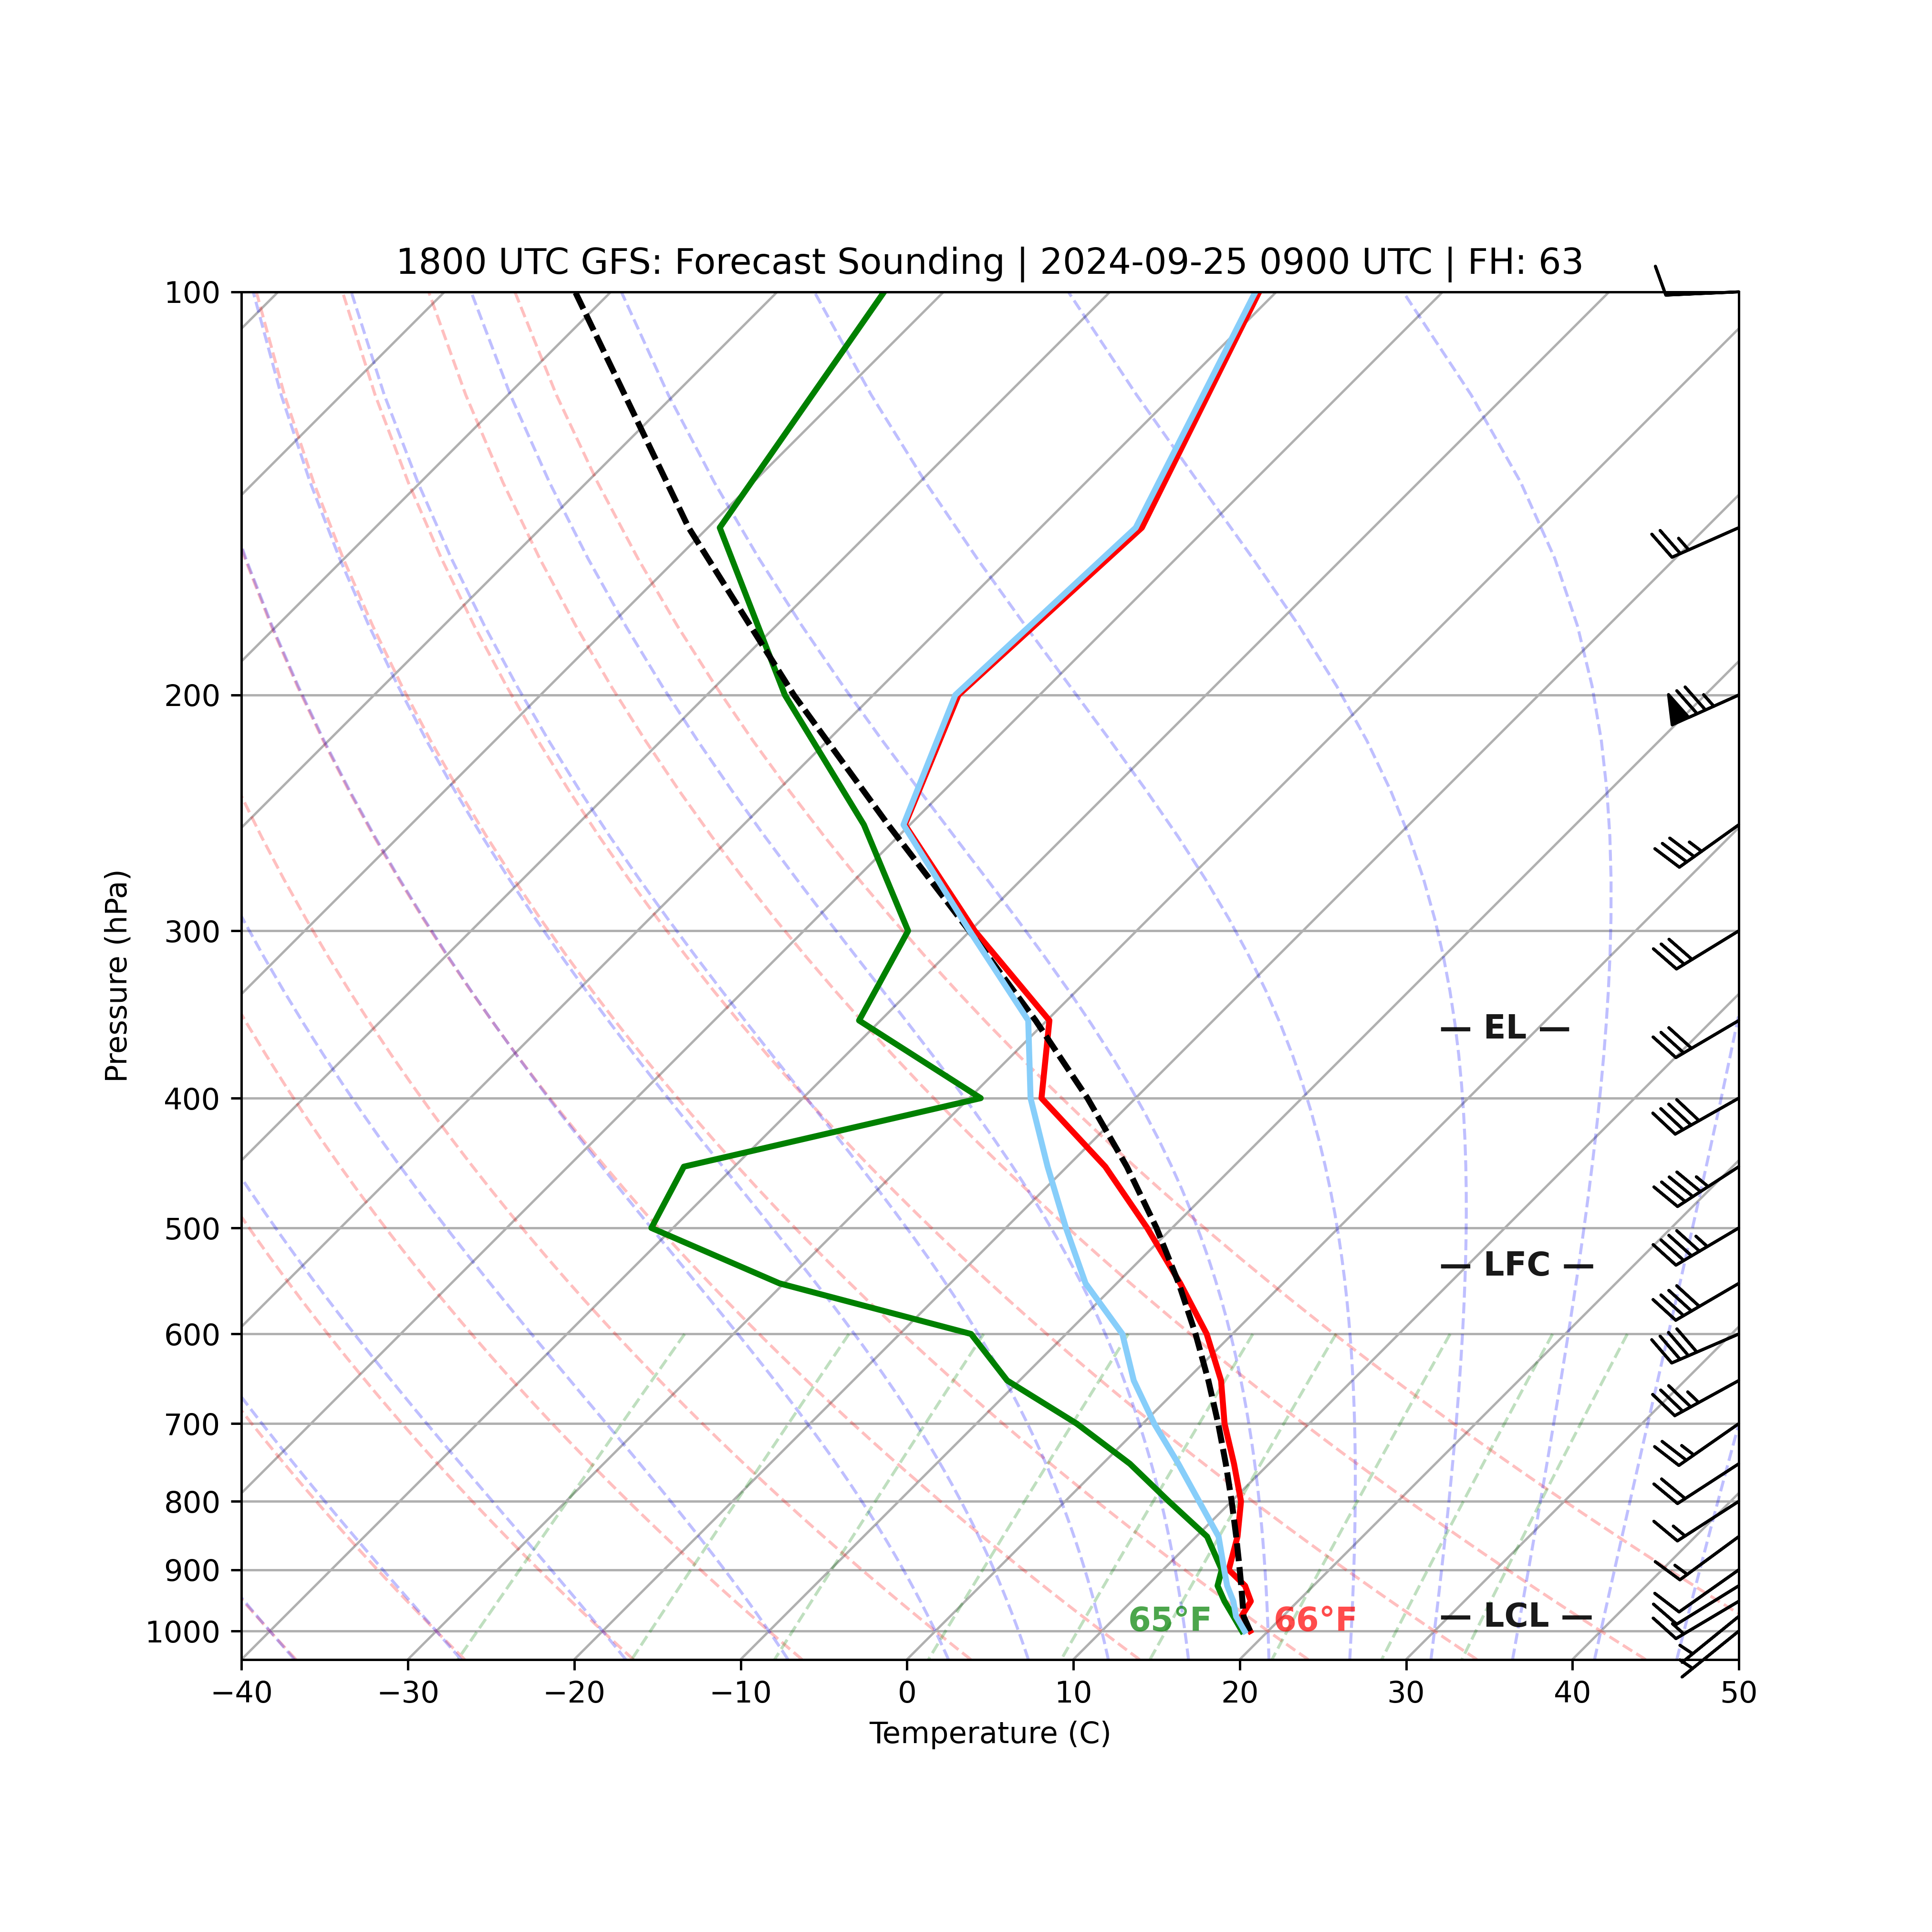 1800 UTC GFS: Forecast Sounding | 2024-09-25 0900 UTC | FH: 63
100
200
300
400
500
600
700
800
900
1000
Pressure (hPa)
— EL —
— LFC —
— LCL —
65°F
66°F
−40 −30 −20 −10 0 10 20 30 40 50
Temperature (C)